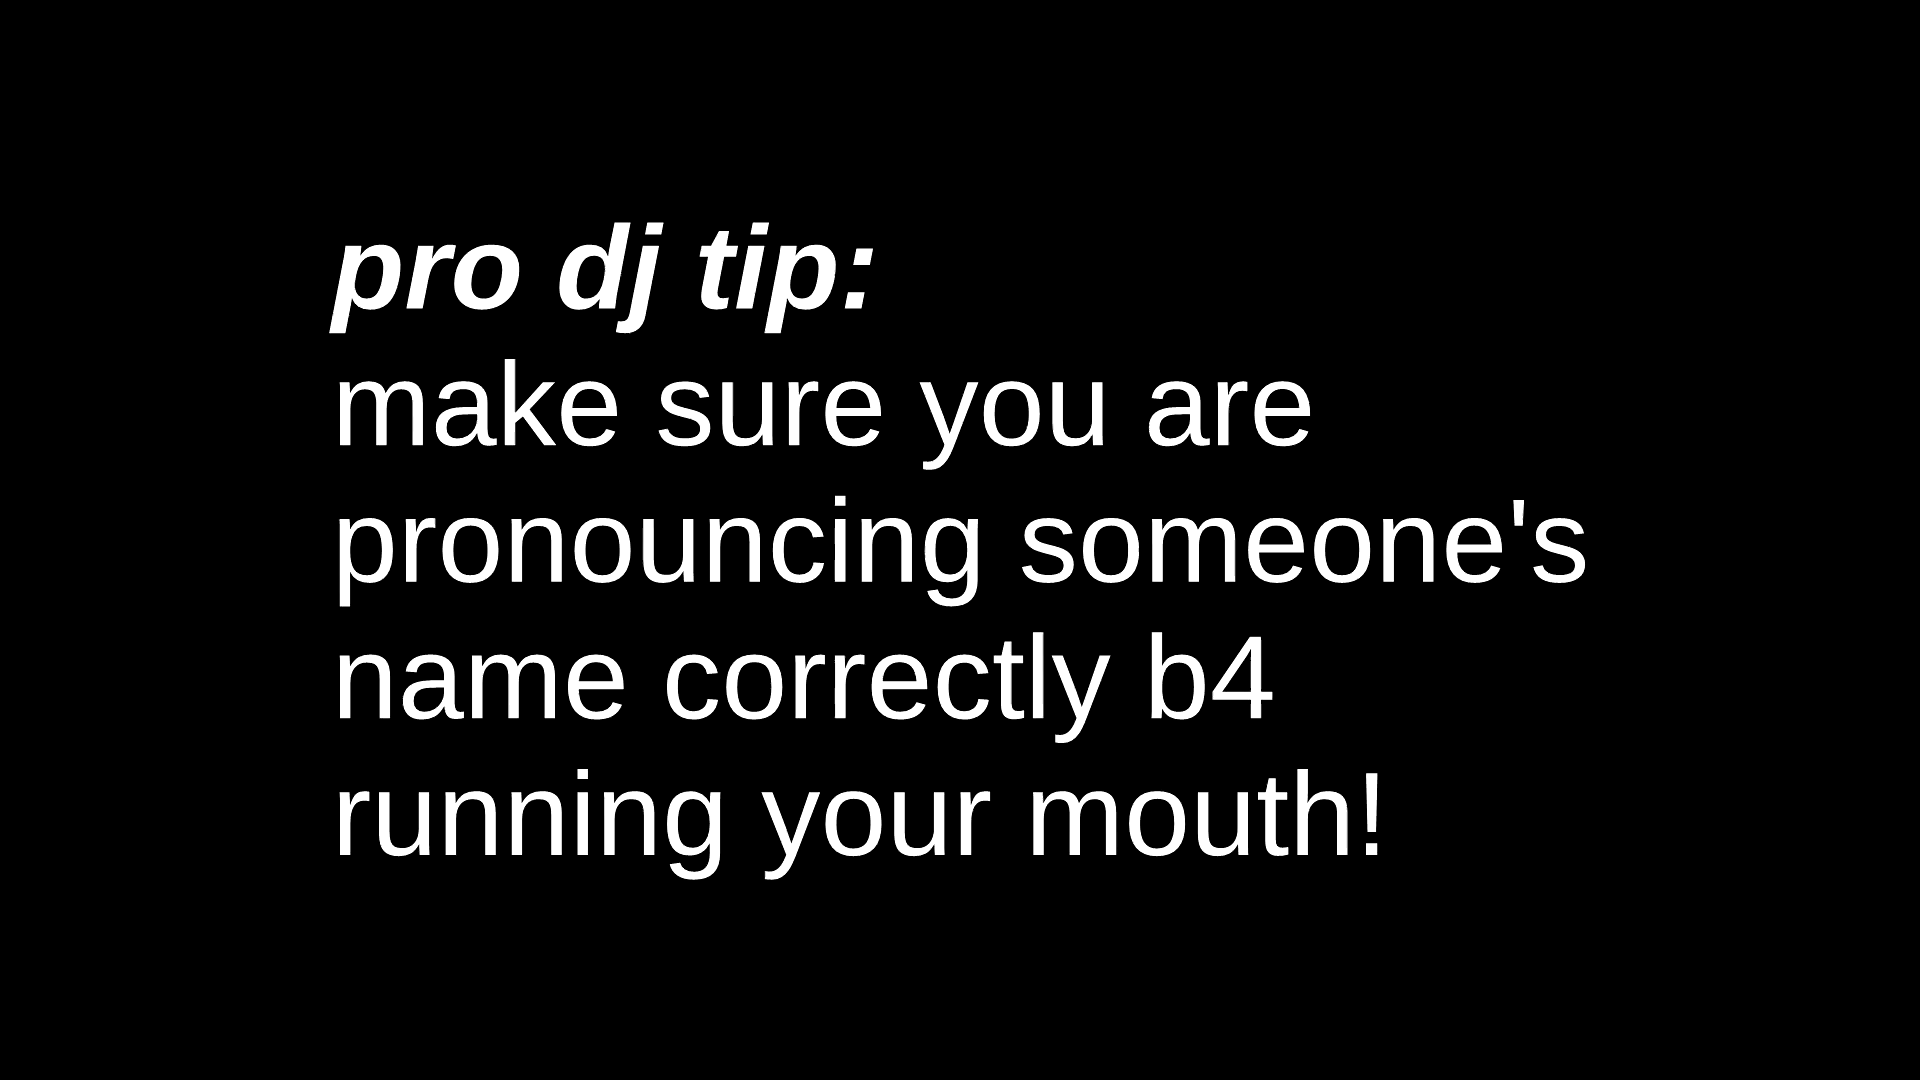 pro dj tip:
make sure you are
pronouncing someone's
name correctly b4
running your mouth!